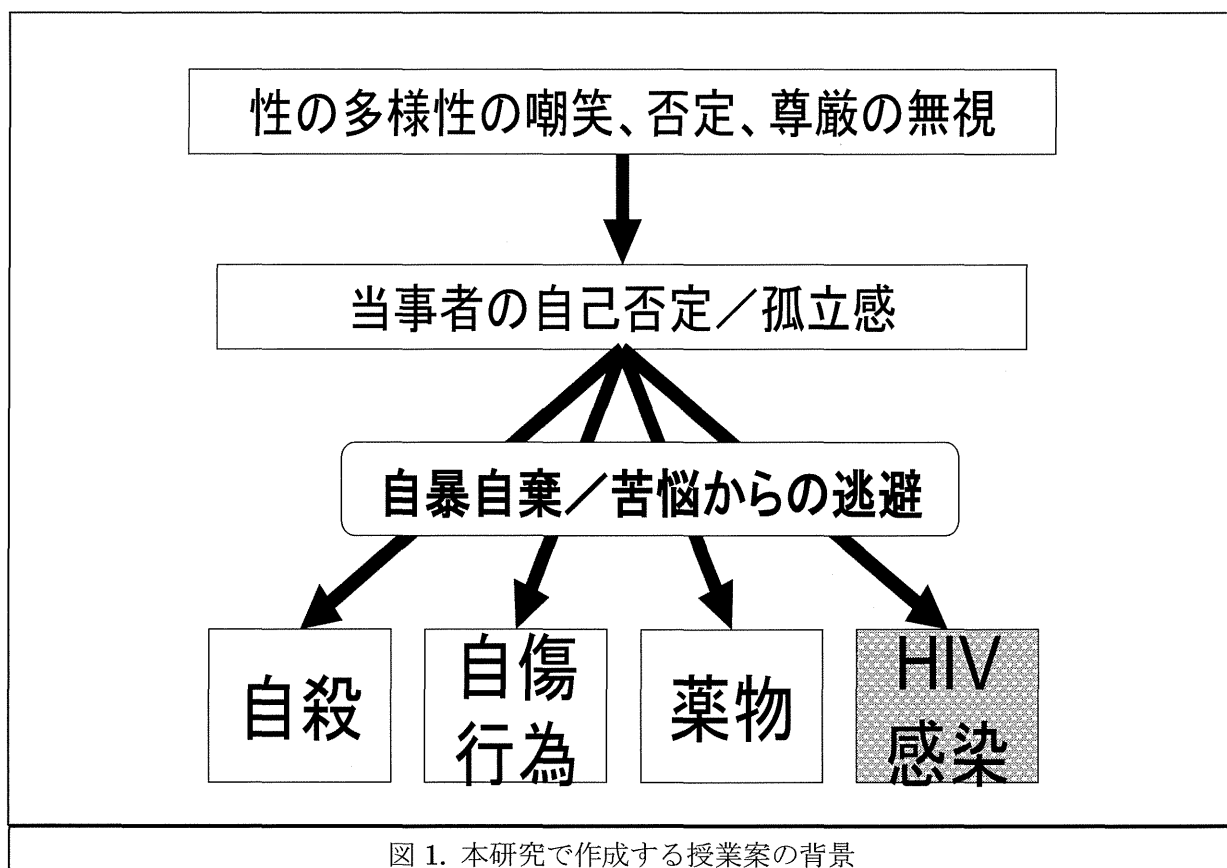 性の多様性の嘲笑、否定、尊厳の無視
当事者の自己否定／孤立感
自暴自棄／苦悩からの逃避
自殺
自傷
行為
薬物
HIV
感染
図 1. 本研究で作成する授業案の背景